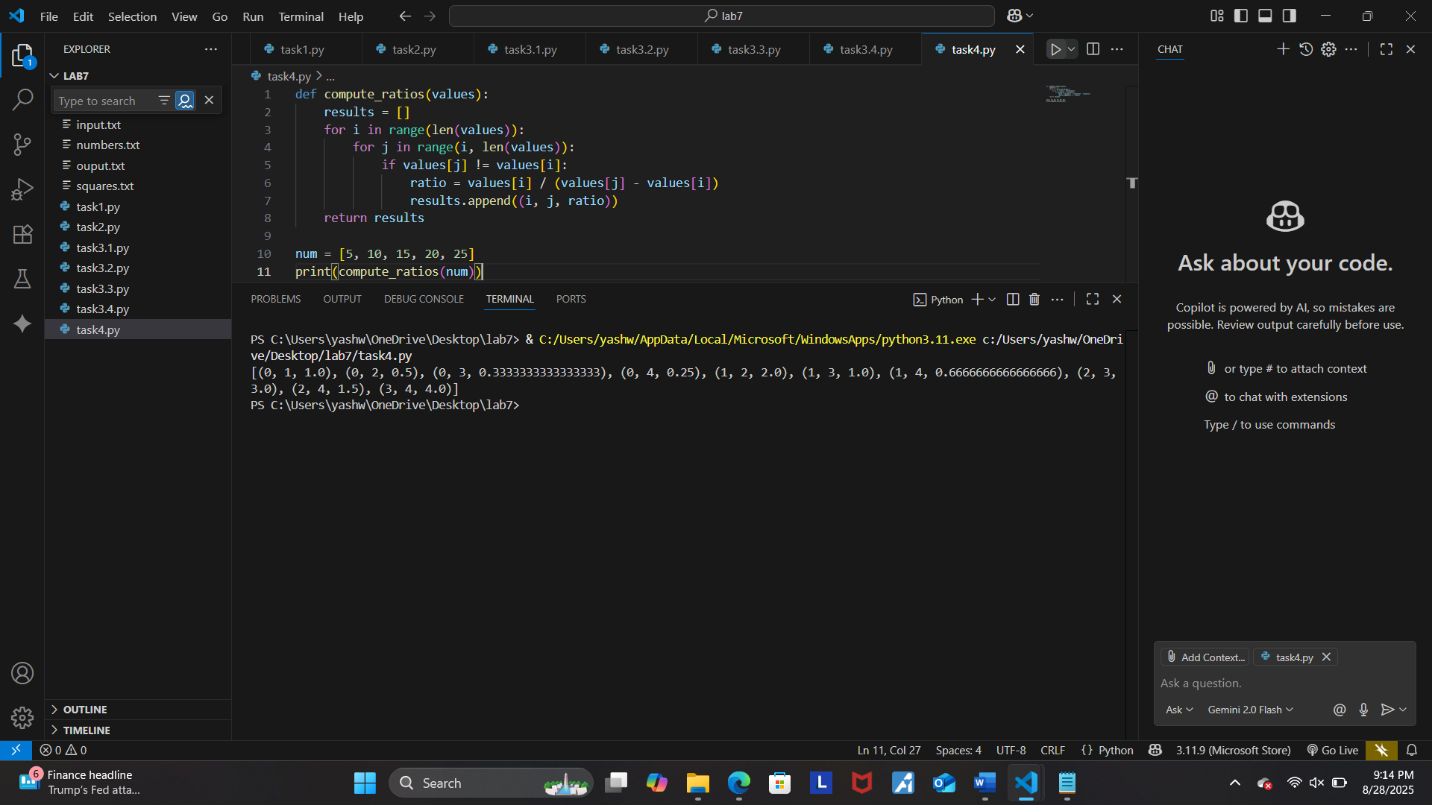 File Edit Selection View Go Run Terminal Help
lab7
EXPLORER
LAB7
Type to search
input.txt
numbers.txt
ouput.txt
squares.txt
task1.py
task2.py
task3.1.py
task3.2.py
task3.3.py
task3.4.py
task4.py
OUTLINE
TIMELINE
1
task1.py task2.py task3.1.py task3.2.py task3.3.py task3.4.py task4.py
task4.py > ...
1 def compute_ratios(values):
2 results = []
3 for i in range(len(values)):
4 for j in range(i, len(values)):
5 if values[j] != values[i]:
6 ratio = values[i] / (values[j] - values[i])
7 results.append((i, j, ratio))
8 return results
9
10 num = [5, 10, 15, 20, 25]
11 print(compute_ratios(num))
PROBLEMS OUTPUT DEBUG CONSOLE TERMINAL PORTS
Python
PS C:\Users\yashw\OneDrive\Desktop\lab7> & C:/Users/yashw/AppData/Local/Microsoft/WindowsApps/python3.11.exe c:/Users/yashw/OneDri
ve/Desktop/lab7/task4.py
[(0, 1, 1.0), (0, 2, 0.5), (0, 3, 0.3333333333333333), (0, 4, 0.25), (1, 2, 2.0), (1, 3, 1.0), (1, 4, 0.6666666666666666), (2, 3,
3.0), (2, 4, 1.5), (3, 4, 4.0)]
PS C:\Users\yashw\OneDrive\Desktop\lab7>
CHAT
Ask about your code.
Copilot is powered by AI, so mistakes are
possible. Review output carefully before use.
or type # to attach context
@ to chat with extensions
Type / to use commands
Add Context... task4.py
Ask a question.
Ask Gemini 2.0 Flash @
0 0
Ln 11, Col 27 Spaces: 4 UTF-8 CRLF {} Python 3.11.9 (Microsoft Store) Go Live
6
Finance headline
Trump's Fed atta...
Search
L
W
9:14 PM
8/28/2025